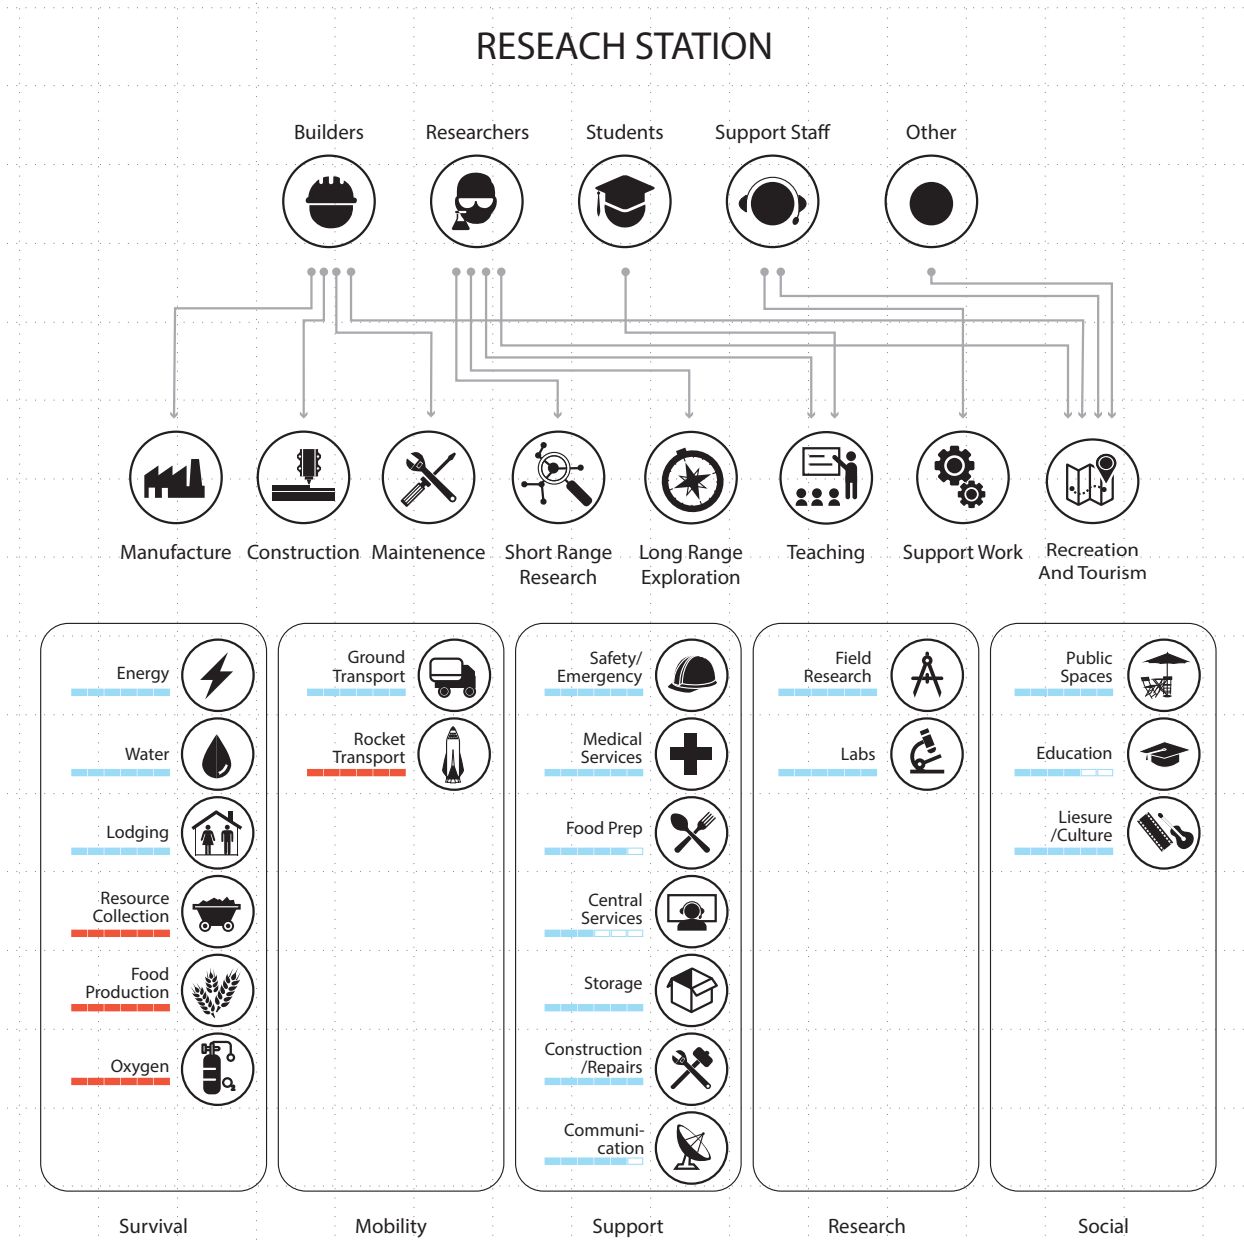 RESEACH STATION
Builders
Researchers
Students
Support Staff
Other
Manufacture
Construction
Maintenence
Short Range
Research
Long Range
Exploration
Teaching
Support Work
Recreation
And Tourism
Energy
Water
Lodging
Resource
Collection
Food
Production
Oxygen
O2
Survival
Ground
Transport
Rocket
Transport
Mobility
Safety/
Emergency
Medical
Services
Food Prep
Central
Services
Storage
Construction
/Repairs
Communi-
cation
Support
Field
Research
Labs
Research
Public
Spaces
Education
Liesure
/Culture
Social